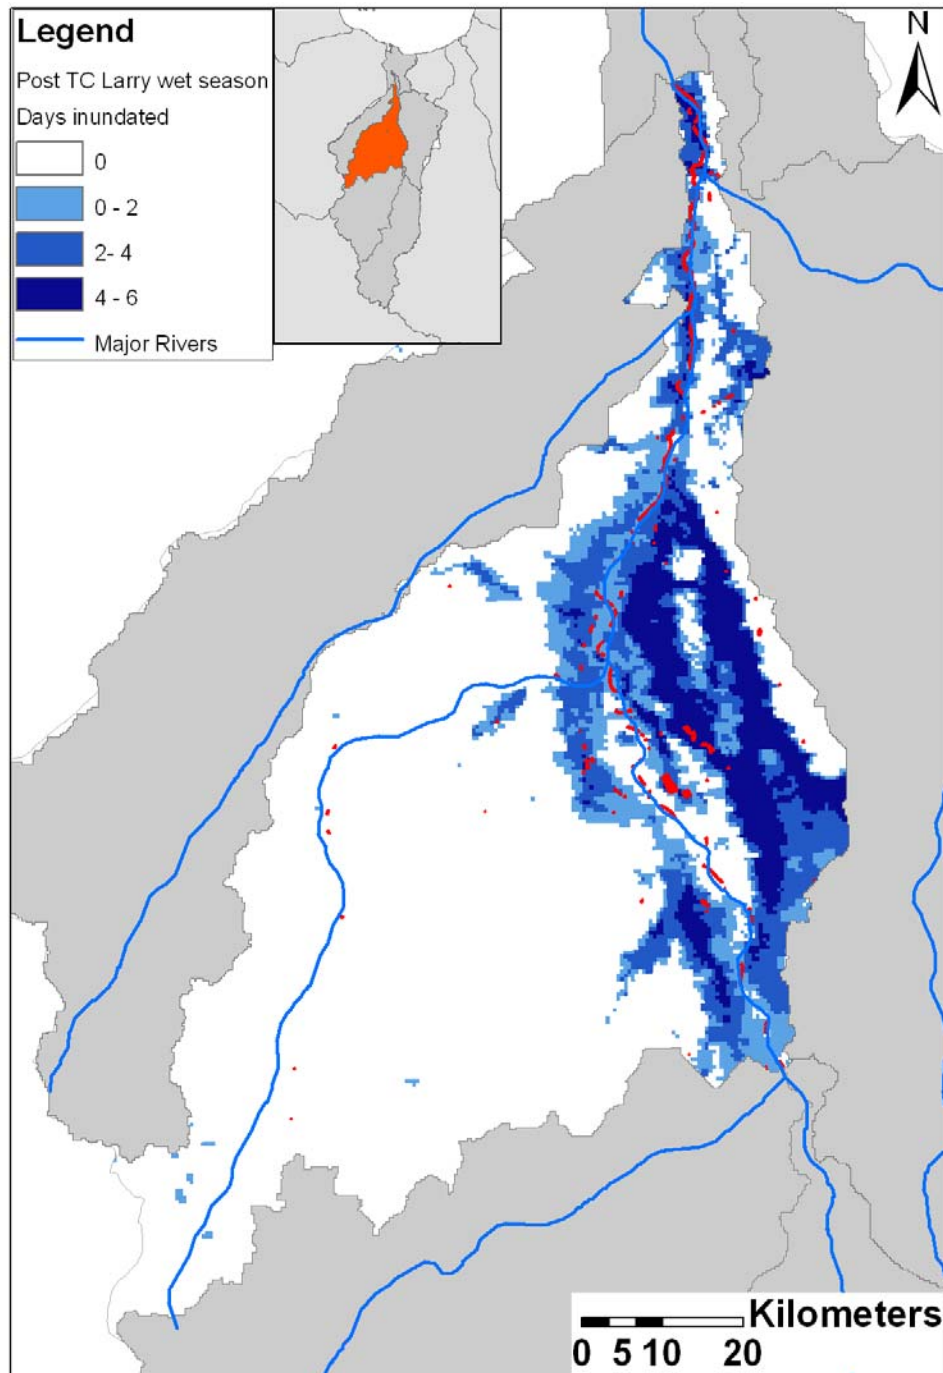 Legend
Post TC Larry wet season
Days inundated
0
0 - 2
2- 4
4 - 6
Major Rivers
N
Kilometers
0 5 10 20